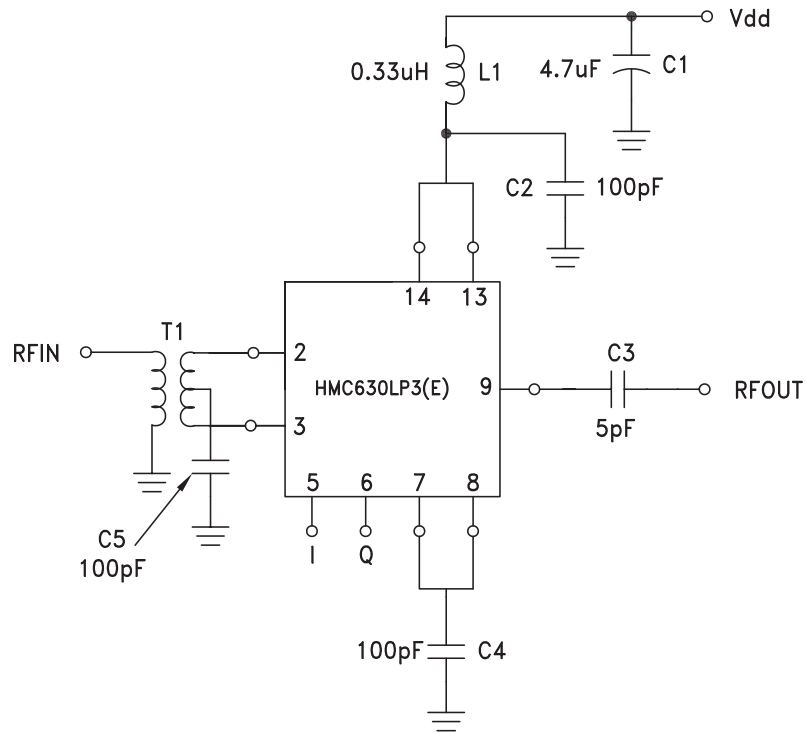 Vdd
0.33uH L1
4.7uF C1
C2 100pF
14 13
T1
RFIN
2
C3
HMC630LP3(E)
9
RFOUT
3
5pF
5 6 7 8
C5
100pF
I Q
100pF C4